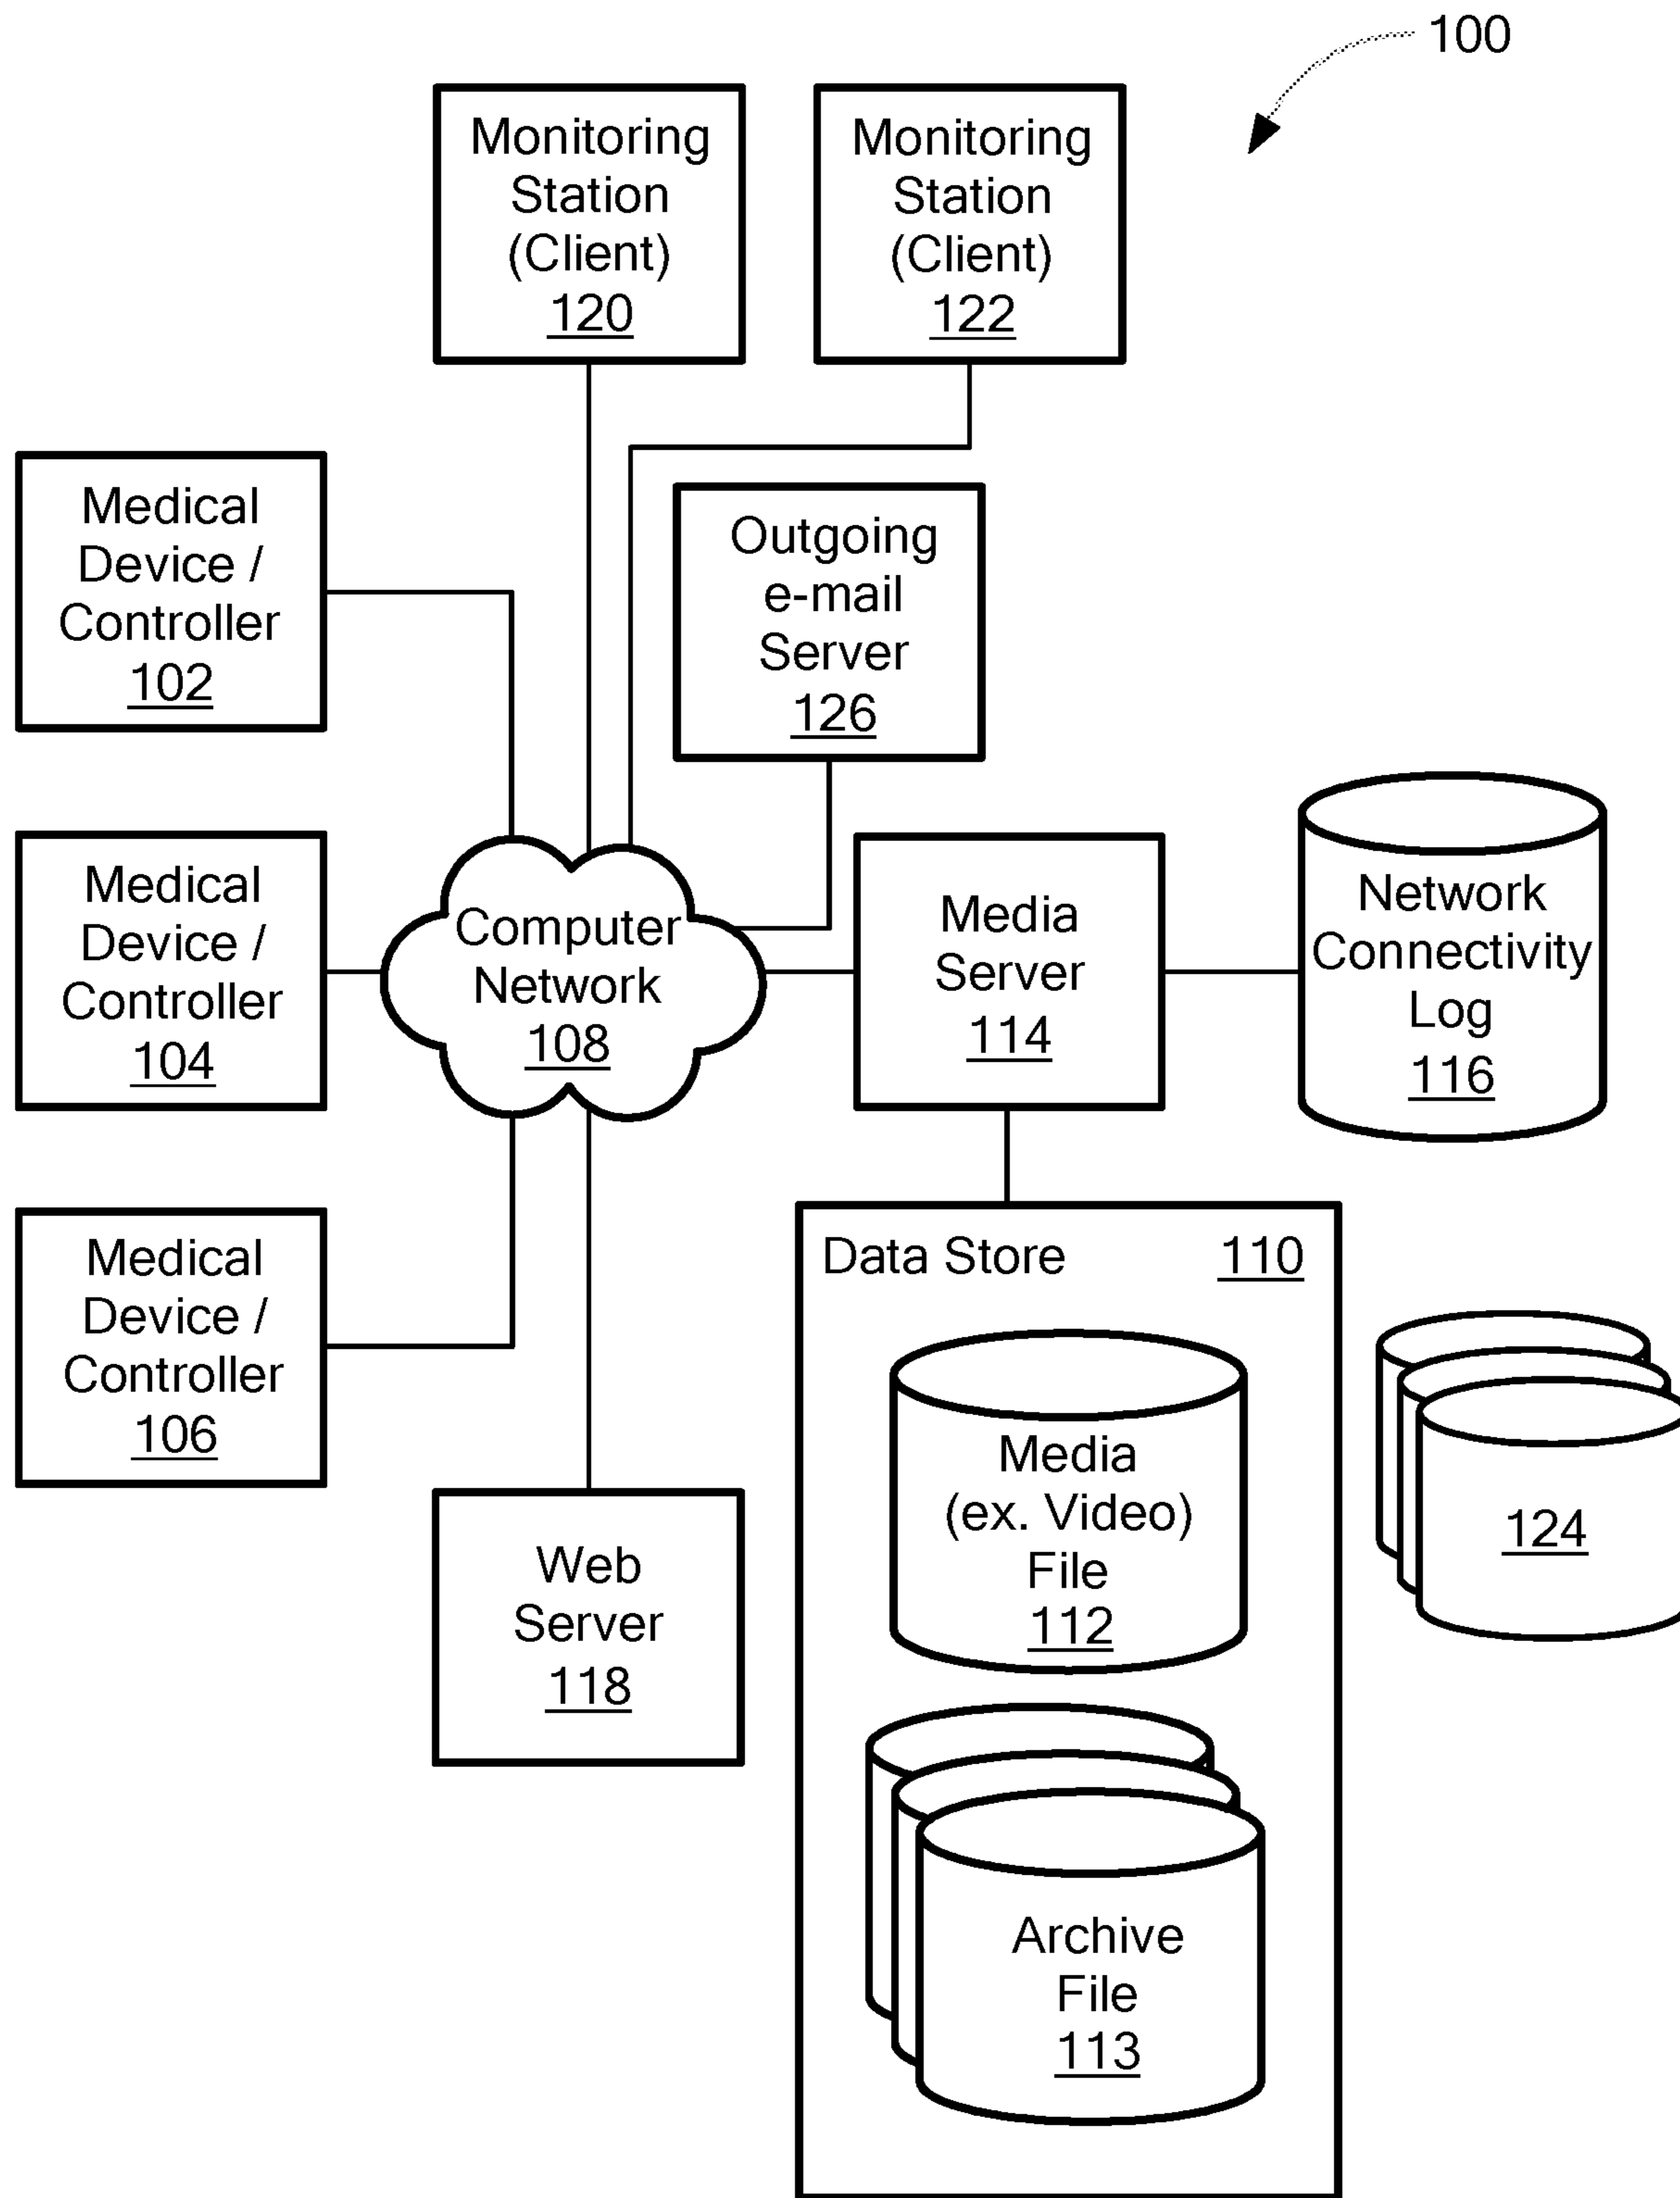 100
Monitoring
Station
(Client)
120
Monitoring
Station
(Client)
122
Medical
Device /
Controller
102
Outgoing
e-mail
Server
126
Medical
Device /
Controller
104
Computer
Network
108
Media
Server
114
Network
Connectivity
Log
116
Medical
Device /
Controller
106
Data Store 110
Media
(ex. Video)
File
112
124
Web
Server
118
Archive
File
113